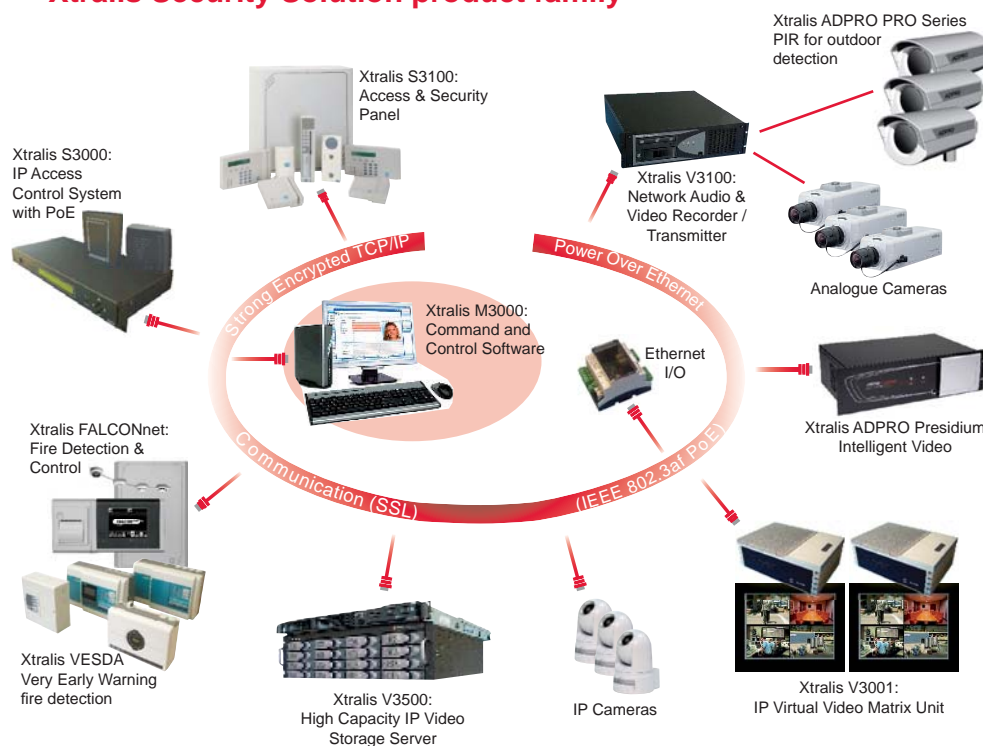 Xtralis Security Solution product family
Xtralis ADPRO PRO Series
PIR for outdoor
detection
Xtralis S3100:
Access & Security
Panel
Xtralis S3000:
IP Access
Control System
with PoE
Xtralis V3100:
Network Audio &
Video Recorder /
Transmitter
Analogue Cameras
Strong Encrypted TCP/IP
Power Over Ethernet
Xtralis M3000:
Command and
Control Software
Ethernet
I/O
Xtralis ADPRO Presidium
Intelligent Video
Xtralis FALCONnet:
Fire Detection &
Control
Communication (SSL)
(IEEE 802.3af PoE)
Xtralis VESDA
Very Early Warning
fire detection
Xtralis V3500:
High Capacity IP Video
Storage Server
IP Cameras
Xtralis V3001:
IP Virtual Video Matrix Unit